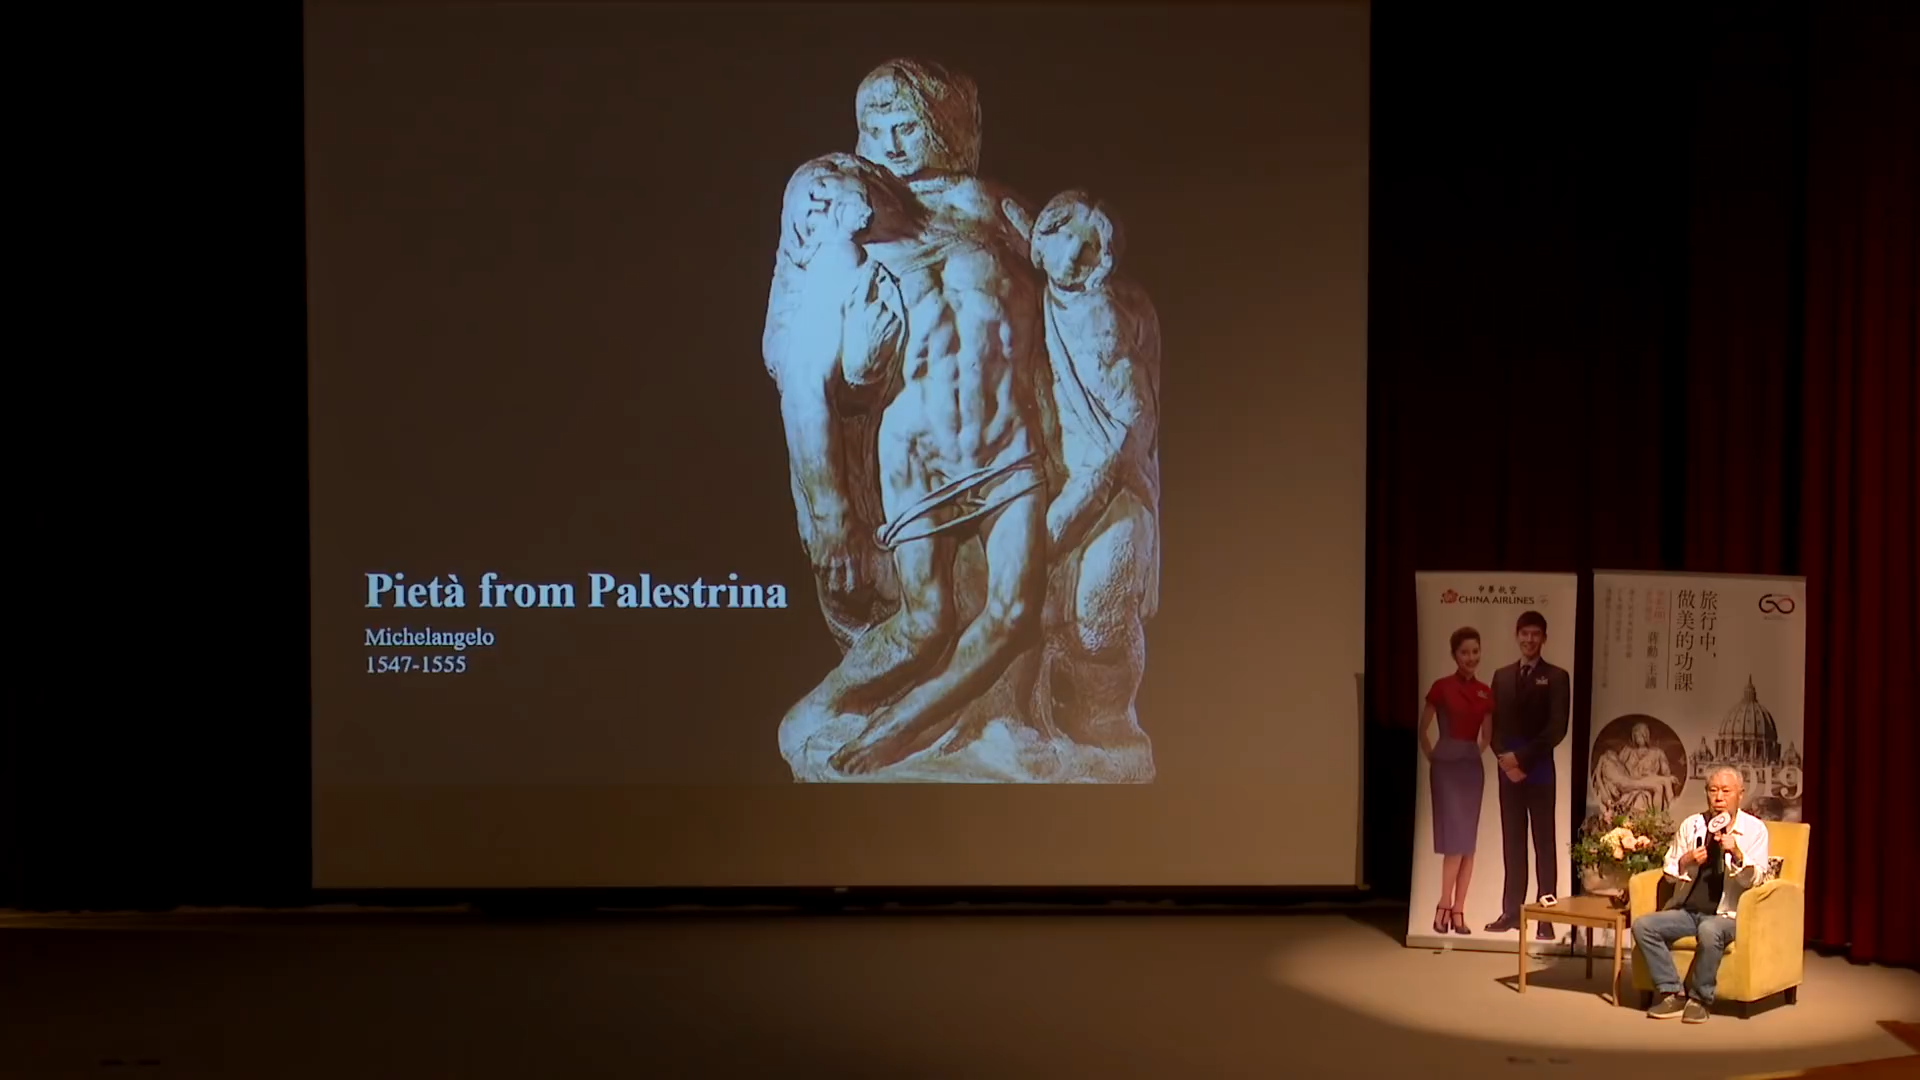 Pietà from Palestrina
Michelangelo
1547-1555
中華航空
CHINA AIRLINES
旅行中，
做美的功課
蔣勳 主講
2019